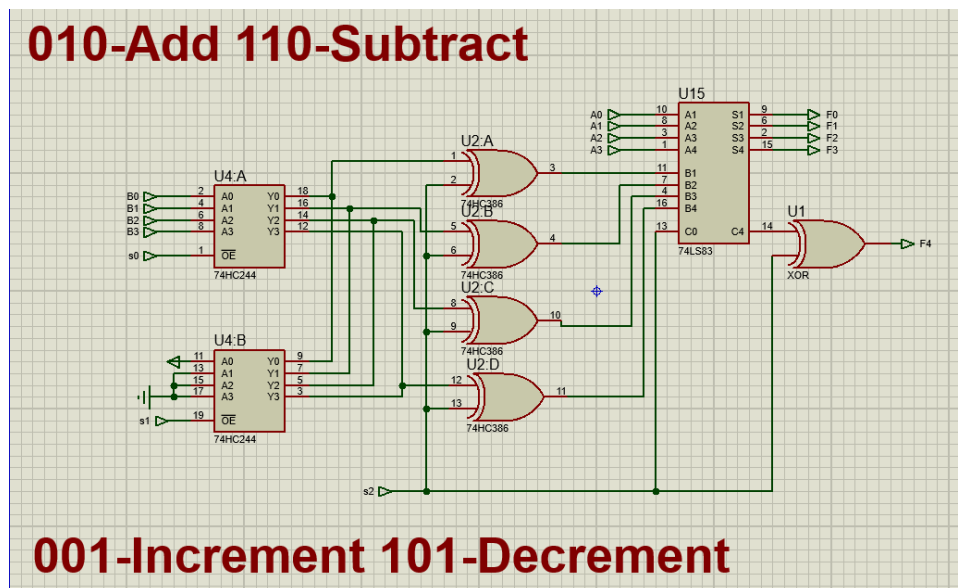 010-Add 110-Subtract
U15
A0 10 A1 S1 9 F0
A1 8 A2 S2 6 F1
A2 3 A3 S3 2 F2
A3 1 A4 S4 15 F3
11 B1
7 B2
4 B3
16 B4
13 C0 C4 14
74LS83
U1
F4
XOR
U2:A
1
2
3
74HC386
U2:B
5
6
4
74HC386
U2:C
8
9
10
74HC386
U2:D
12
13
11
74HC386
U4:A
B0 2 A0 Y0 18
B1 4 A1 Y1 16
B2 6 A2 Y2 14
B3 8 A3 Y3 12
s0 1 OE
74HC244
U4:B
11 A0 Y0 9
13 A1 Y1 7
15 A2 Y2 5
17 A3 Y3 3
s1 19 OE
74HC244
s2
001-Increment 101-Decrement